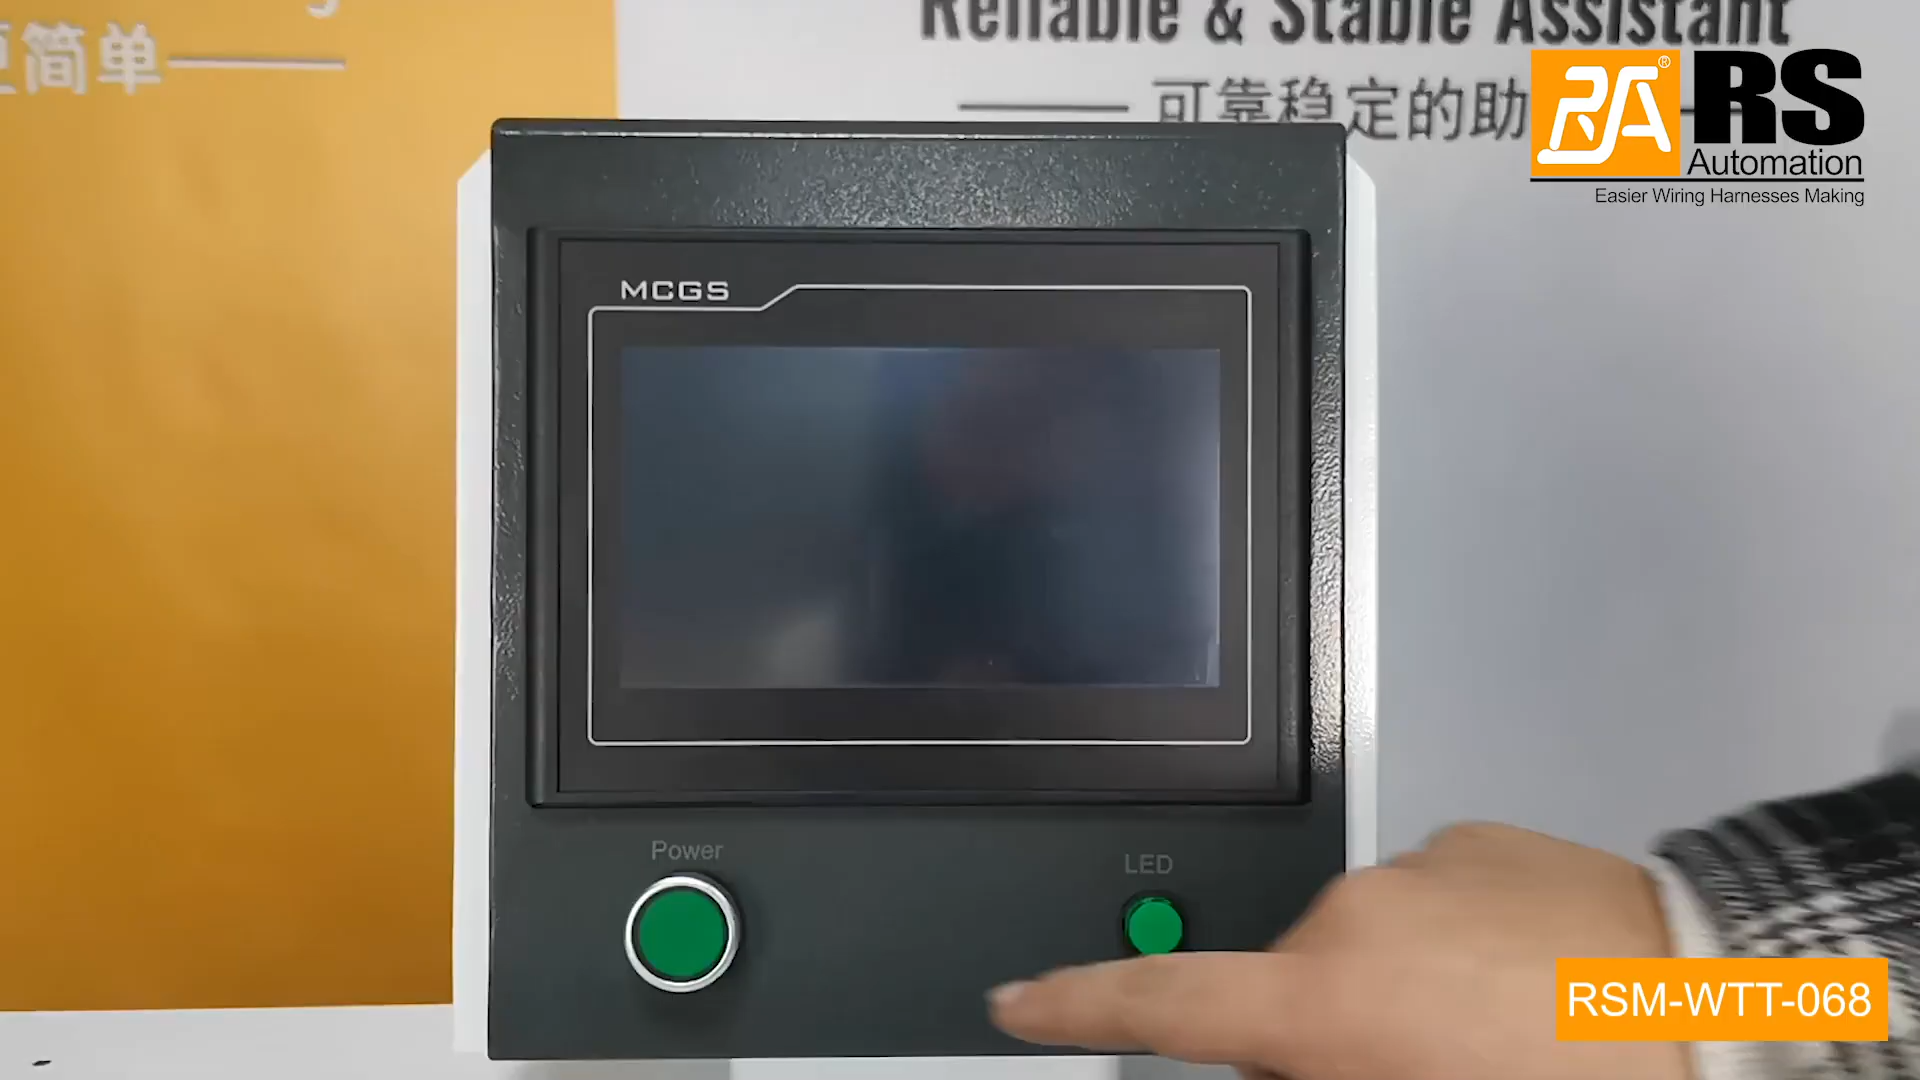 简单
Reliable & Stable Assistant
可靠稳定的助
RS
Automation
Easier Wiring Harnesses Making
MCGS
Power
LED
RSM-WTT-068